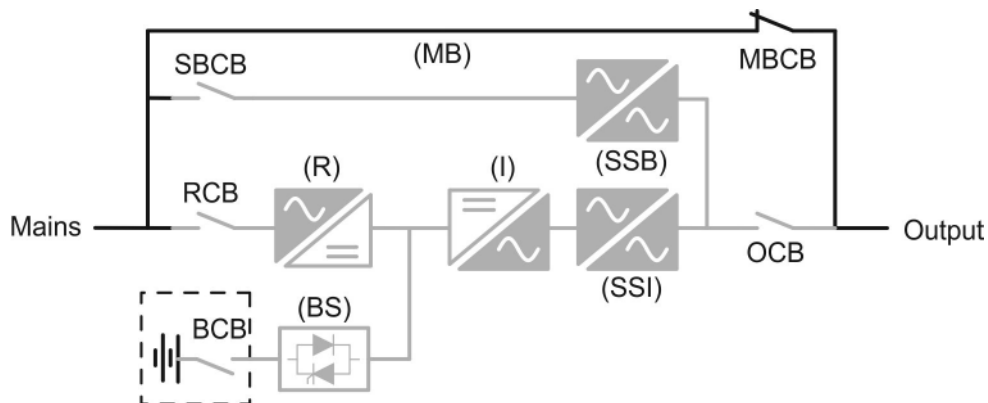 (MB)
MBCB
SBCB
(SSB)
(R)
(I)
RCB
Mains
Output
OCB
(SSI)
(BS)
BCB